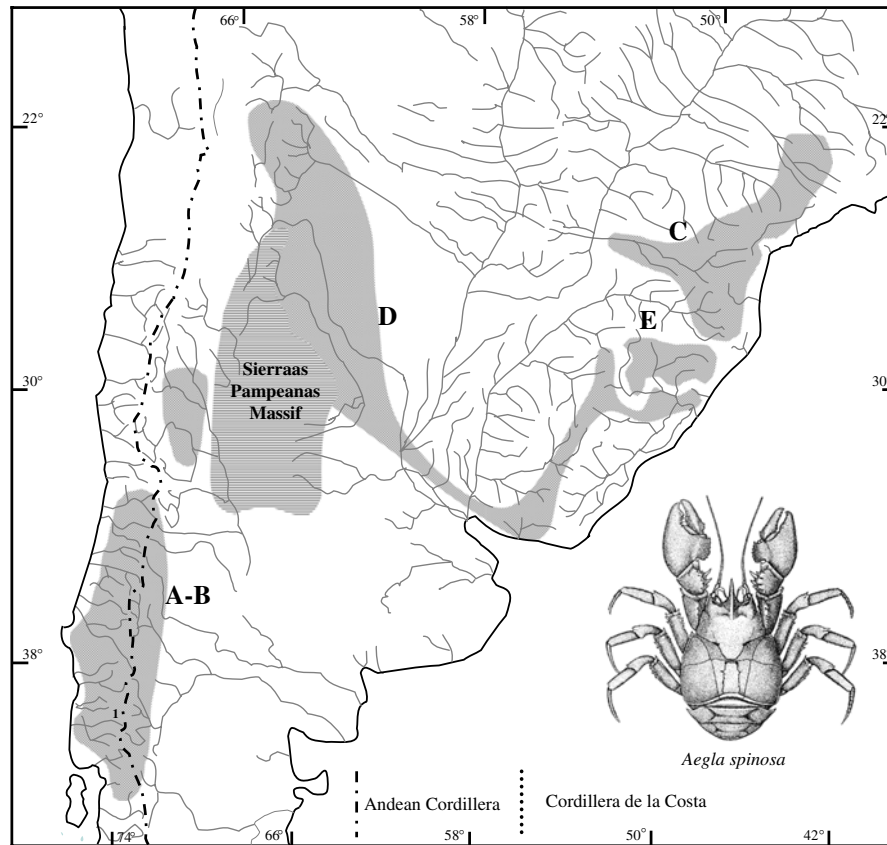 66° 58° 50°
22° 22
C
E
D
Sierraas
Pampeanas
Massif
30° 30
A-B
38° 38
1
Aegla spinosa
Andean Cordillera Cordillera de la Costa
74° 66° 58° 50° 42°